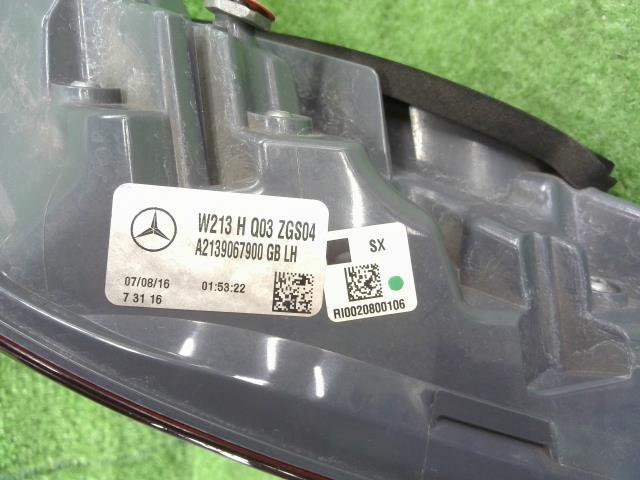 W213 H Q03 ZGS04
A2139067900 GB LH
07/08/16 01:53:22
7 31 16
SX
RI0020800106